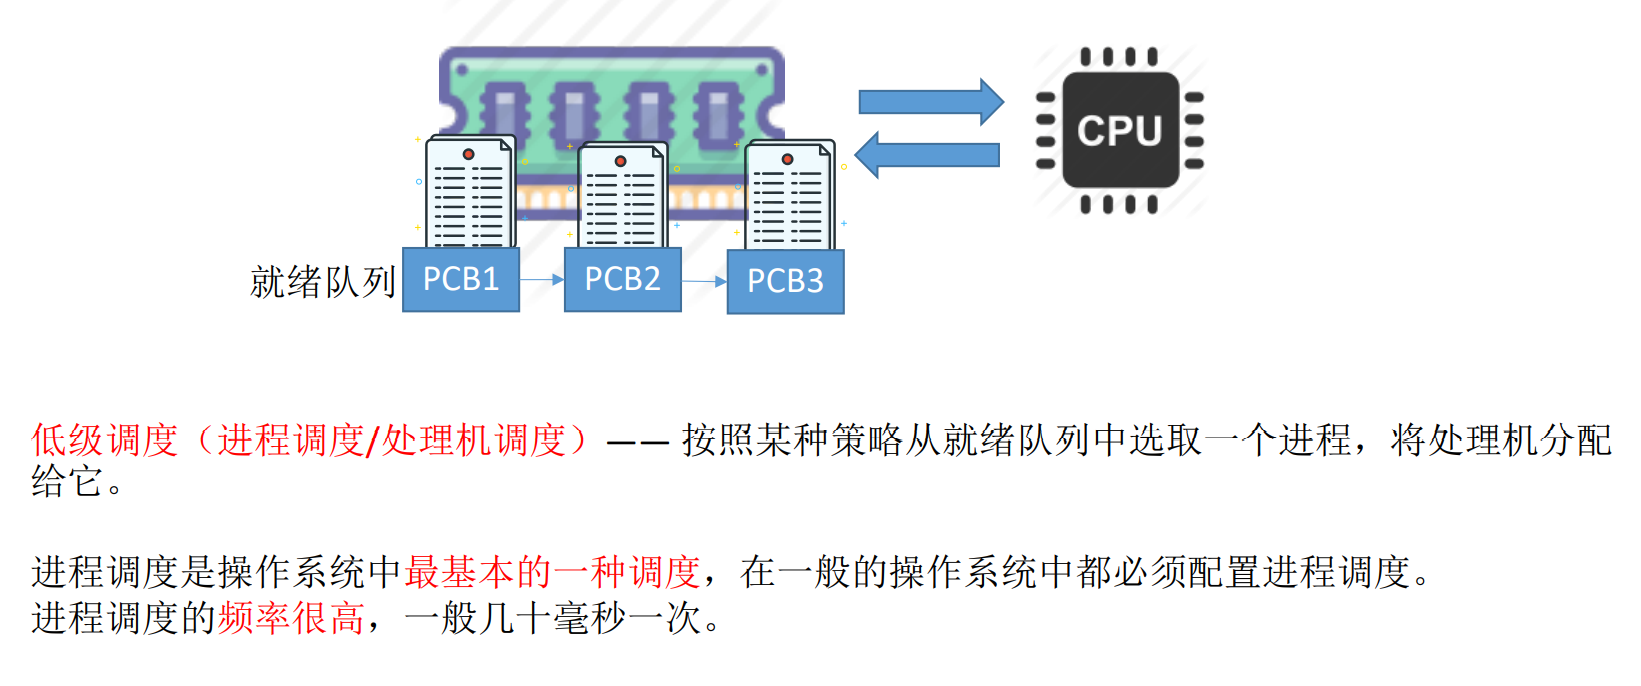 CPU
就绪队列 PCB1 PCB2 PCB3
低级调度（进程调度/处理机调度）—— 按照某种策略从就绪队列中选取一个进程，将处理机分配
给它。
进程调度是操作系统中最基本的一种调度，在一般的操作系统中都必须配置进程调度。
进程调度的频率很高，一般几十毫秒一次。